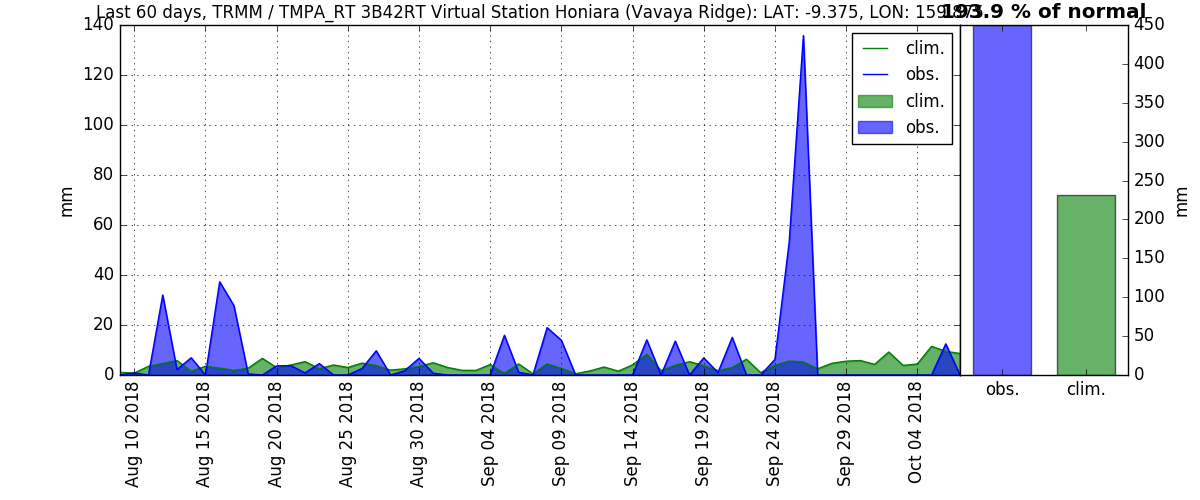 Last 60 days, TRMM / TMPA_RT 3B42RT Virtual Station Honiara (Vavaya Ridge): LAT: -9.375, LON:
193.9 % of normal
140
120
100
80
60
40
20
0
mm
clim.
obs.
clim.
obs.
450
400
350
300
250
200
150
100
50
0
mm
Aug 10 2018
Aug 15 2018
Aug 20 2018
Aug 25 2018
Aug 30 2018
Sep 04 2018
Sep 09 2018
Sep 14 2018
Sep 19 2018
Sep 24 2018
Sep 29 2018
Oct 04 2018
obs.
clim.